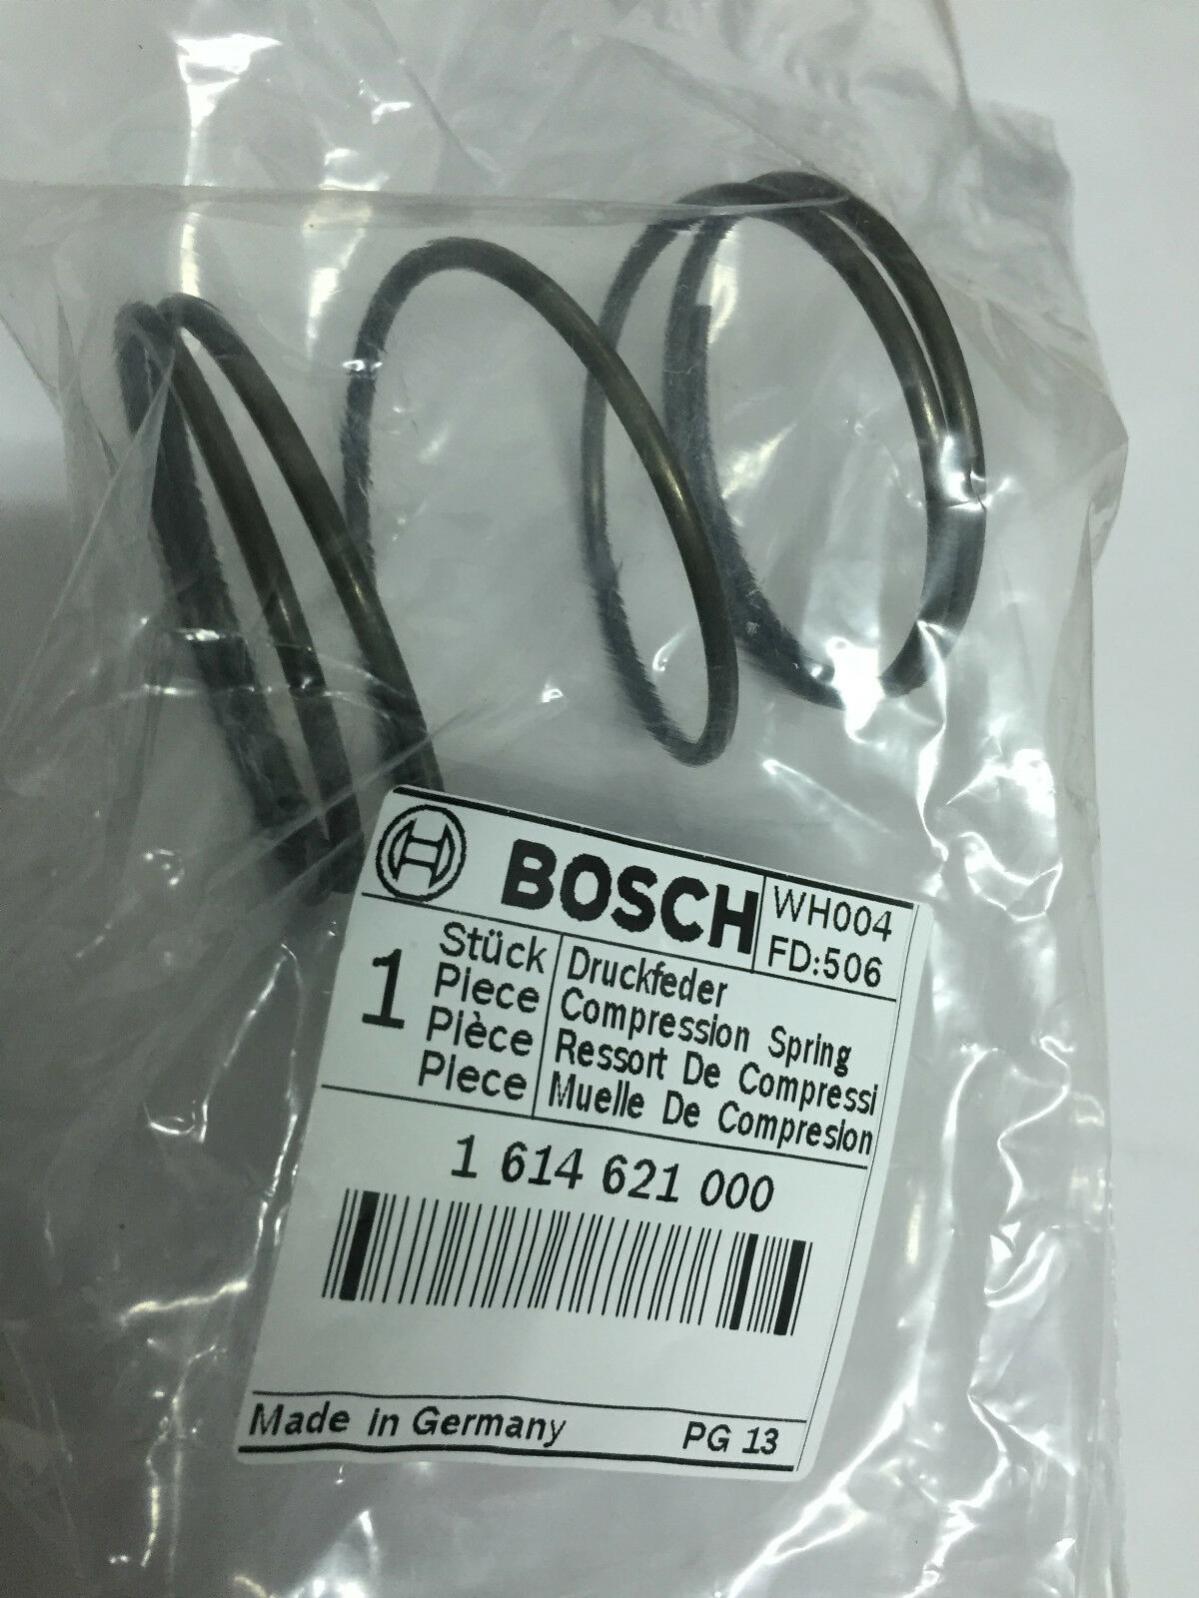 BOSCH
WH004
FD:506
1
Stück
Piece
Pièce
Piece
Druckfeder
Compression Spring
Ressort De Compressi
Muelle De Compresion
1 614 621 000
Made in Germany
PG 13